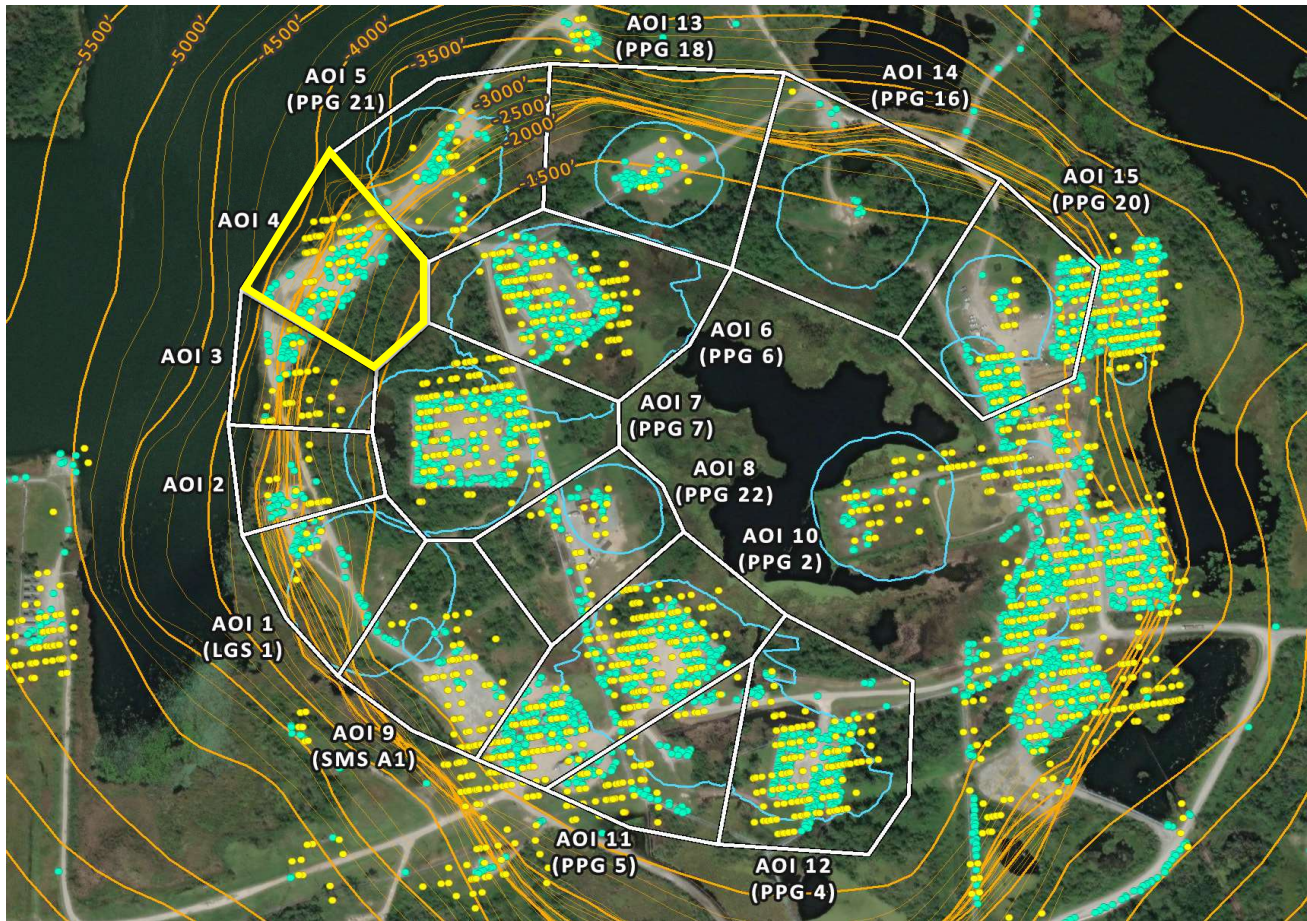 -5500'
-5000'
-4500'
-4000'
-3500'
-3000'
-2500'
-2000'
-1500'
AOI 13
(PPG 18)
AOI 5
(PPG 21)
AOI 14
(PPG 16)
AOI 15
(PPG 20)
AOI 4
AOI 3
AOI 6
(PPG 6)
AOI 7
(PPG 7)
AOI 8
(PPG 22)
AOI 2
AOI 10
(PPG 2)
AOI 1
(LGS 1)
AOI 9
(SMS A1)
AOI 11
(PPG 5)
AOI 12
(PPG 4)